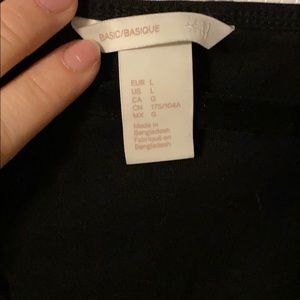 BASIC/BASIQUE
EUR L
US L
CA G
CN 175/104A
MX G
Made in
Bangladesh
Fabriqué en
Bangladesh